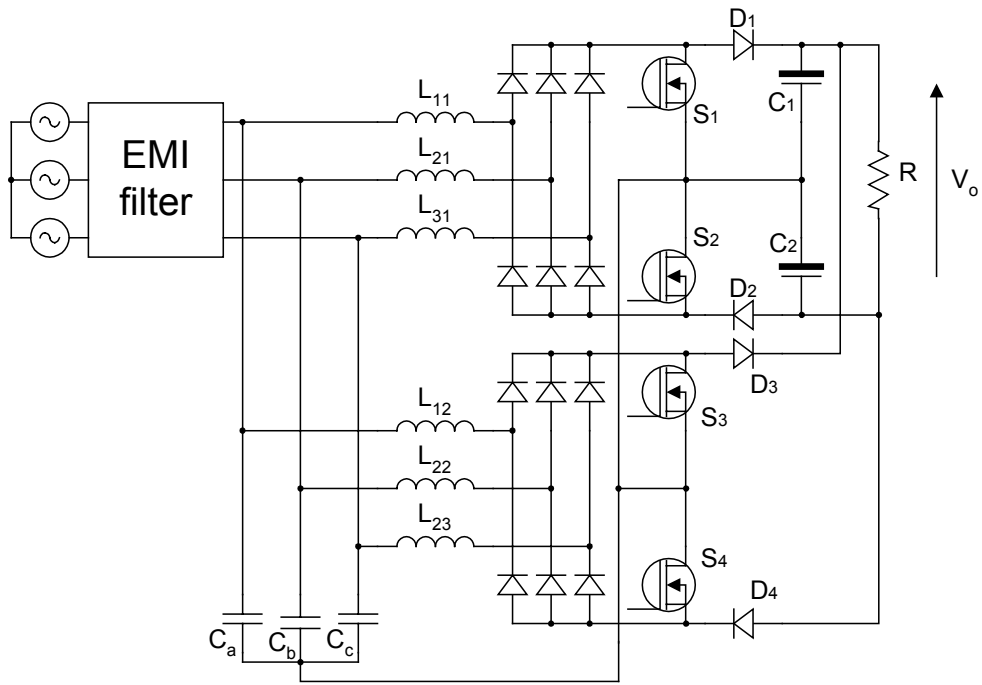 D1
L11
C1
S1
EMI
filter
L21
R
Vo
L31
S2
C2
D2
D3
L12
S3
L22
L23
S4
D4
Ca
Cb
Cc